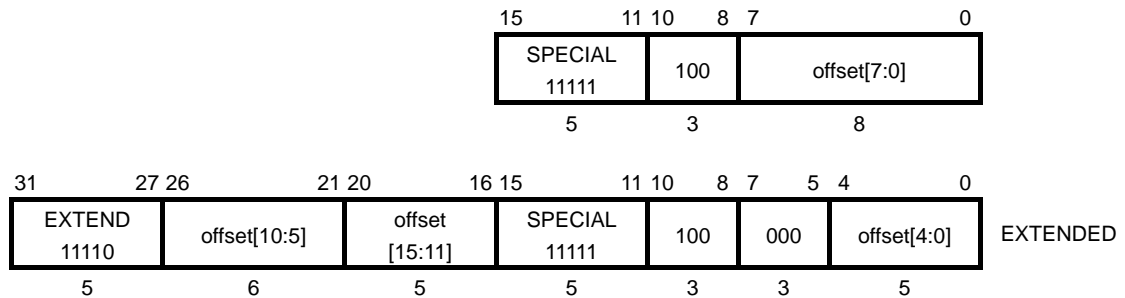 15 11 10 8 7 0
SPECIAL
11111 100 offset[7:0]
5 3 8
31 27 26 21 20 16 15 11 10 8 7 5 4 0
EXTEND offset SPECIAL
11110 offset[10:5] [15:11] 11111 100 000 offset[4:0] EXTENDED
5 6 5 5 3 3 5